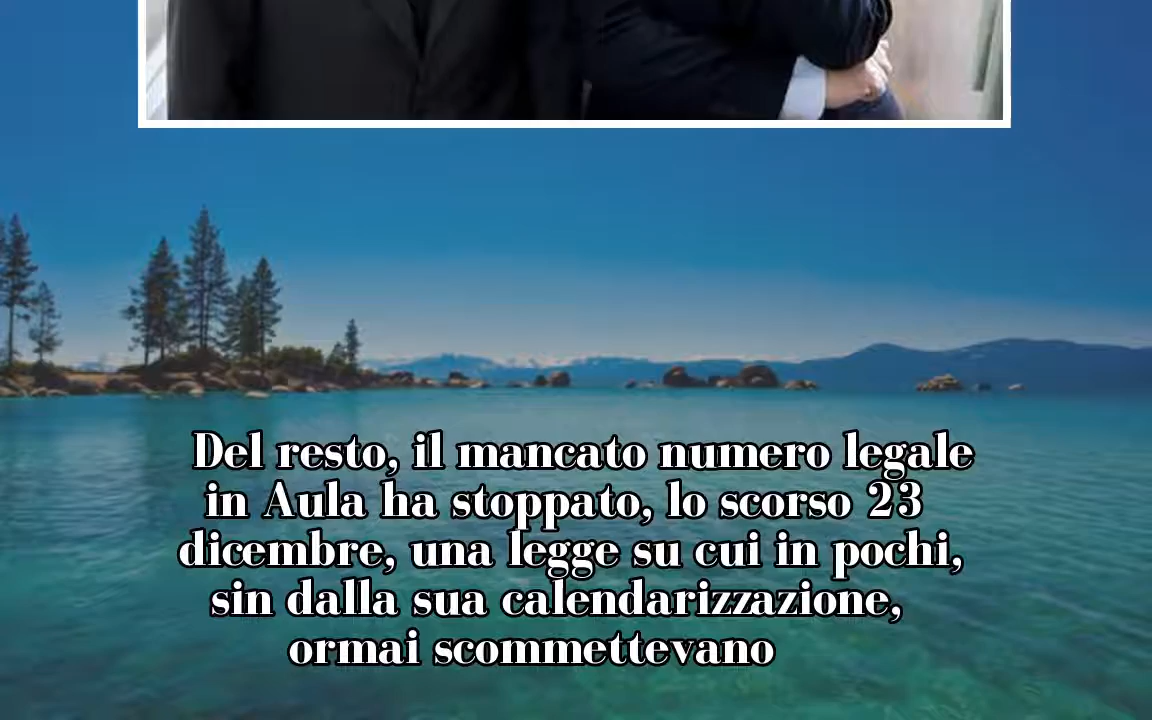 Del resto, il mancato numero legale
in Aula ha stoppato, lo scorso 23
dicembre, una legge su cui in pochi,
sin dalla sua calendarizzazione,
ormai scommettevano